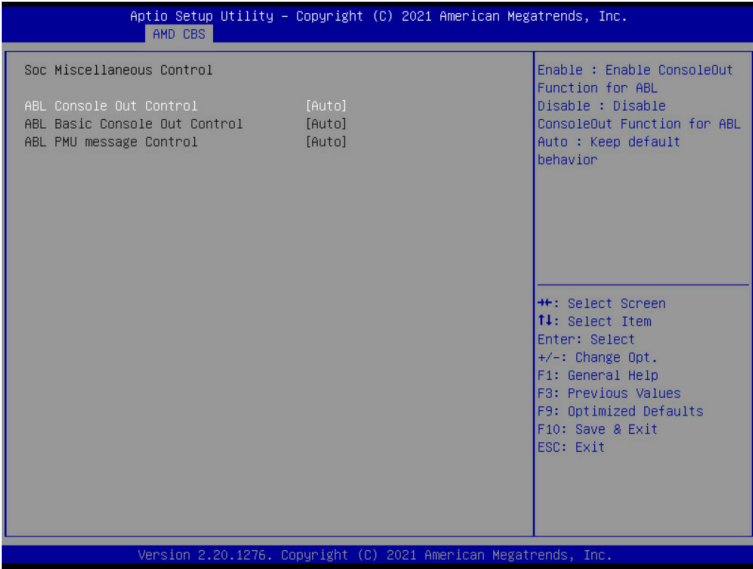 Aptio Setup Utility – Copyright (C) 2021 American Megatrends, Inc.
AMD CBS
Soc Miscellaneous Control
ABL Console Out Control [Auto]
ABL Basic Console Out Control [Auto]
ABL PMU message Control [Auto]
Enable : Enable ConsoleOut
Function for ABL
Disable : Disable
ConsoleOut Function for ABL
Auto : Keep default
behavior
→←: Select Screen
↑↓: Select Item
Enter: Select
+/-: Change Opt.
F1: General Help
F3: Previous Values
F9: Optimized Defaults
F10: Save & Exit
ESC: Exit
Version 2.20.1276. Copyright (C) 2021 American Megatrends, Inc.